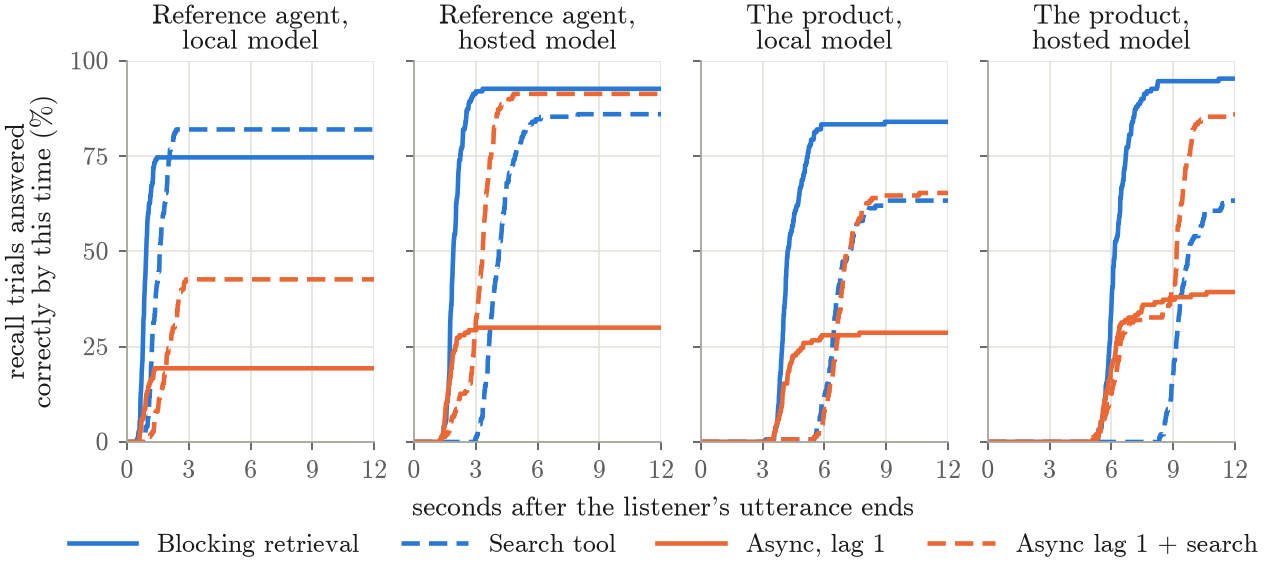 Reference agent,
local model
Reference agent,
hosted model
The product,
local model
The product,
hosted model
recall trials answered
correctly by this time (%)
100
75
50
25
0
0 3 6 9 12
0 3 6 9 12
0 3 6 9 12
0 3 6 9 12
seconds after the listener's utterance ends
Blocking retrieval
Search tool
Async, lag 1
Async lag 1 + search